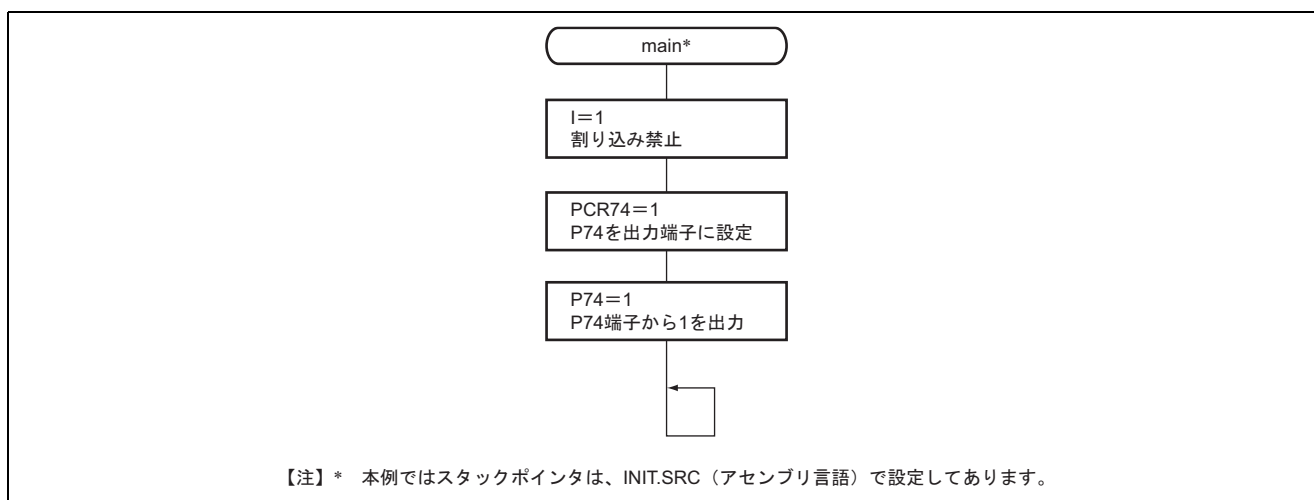 main*
I=1
割り込み禁止
PCR74=1
P74を出力端子に設定
P74=1
P74端子から1を出力
【注】* 本例ではスタックポインタは、INIT.SRC（アセンブリ言語）で設定してあります。